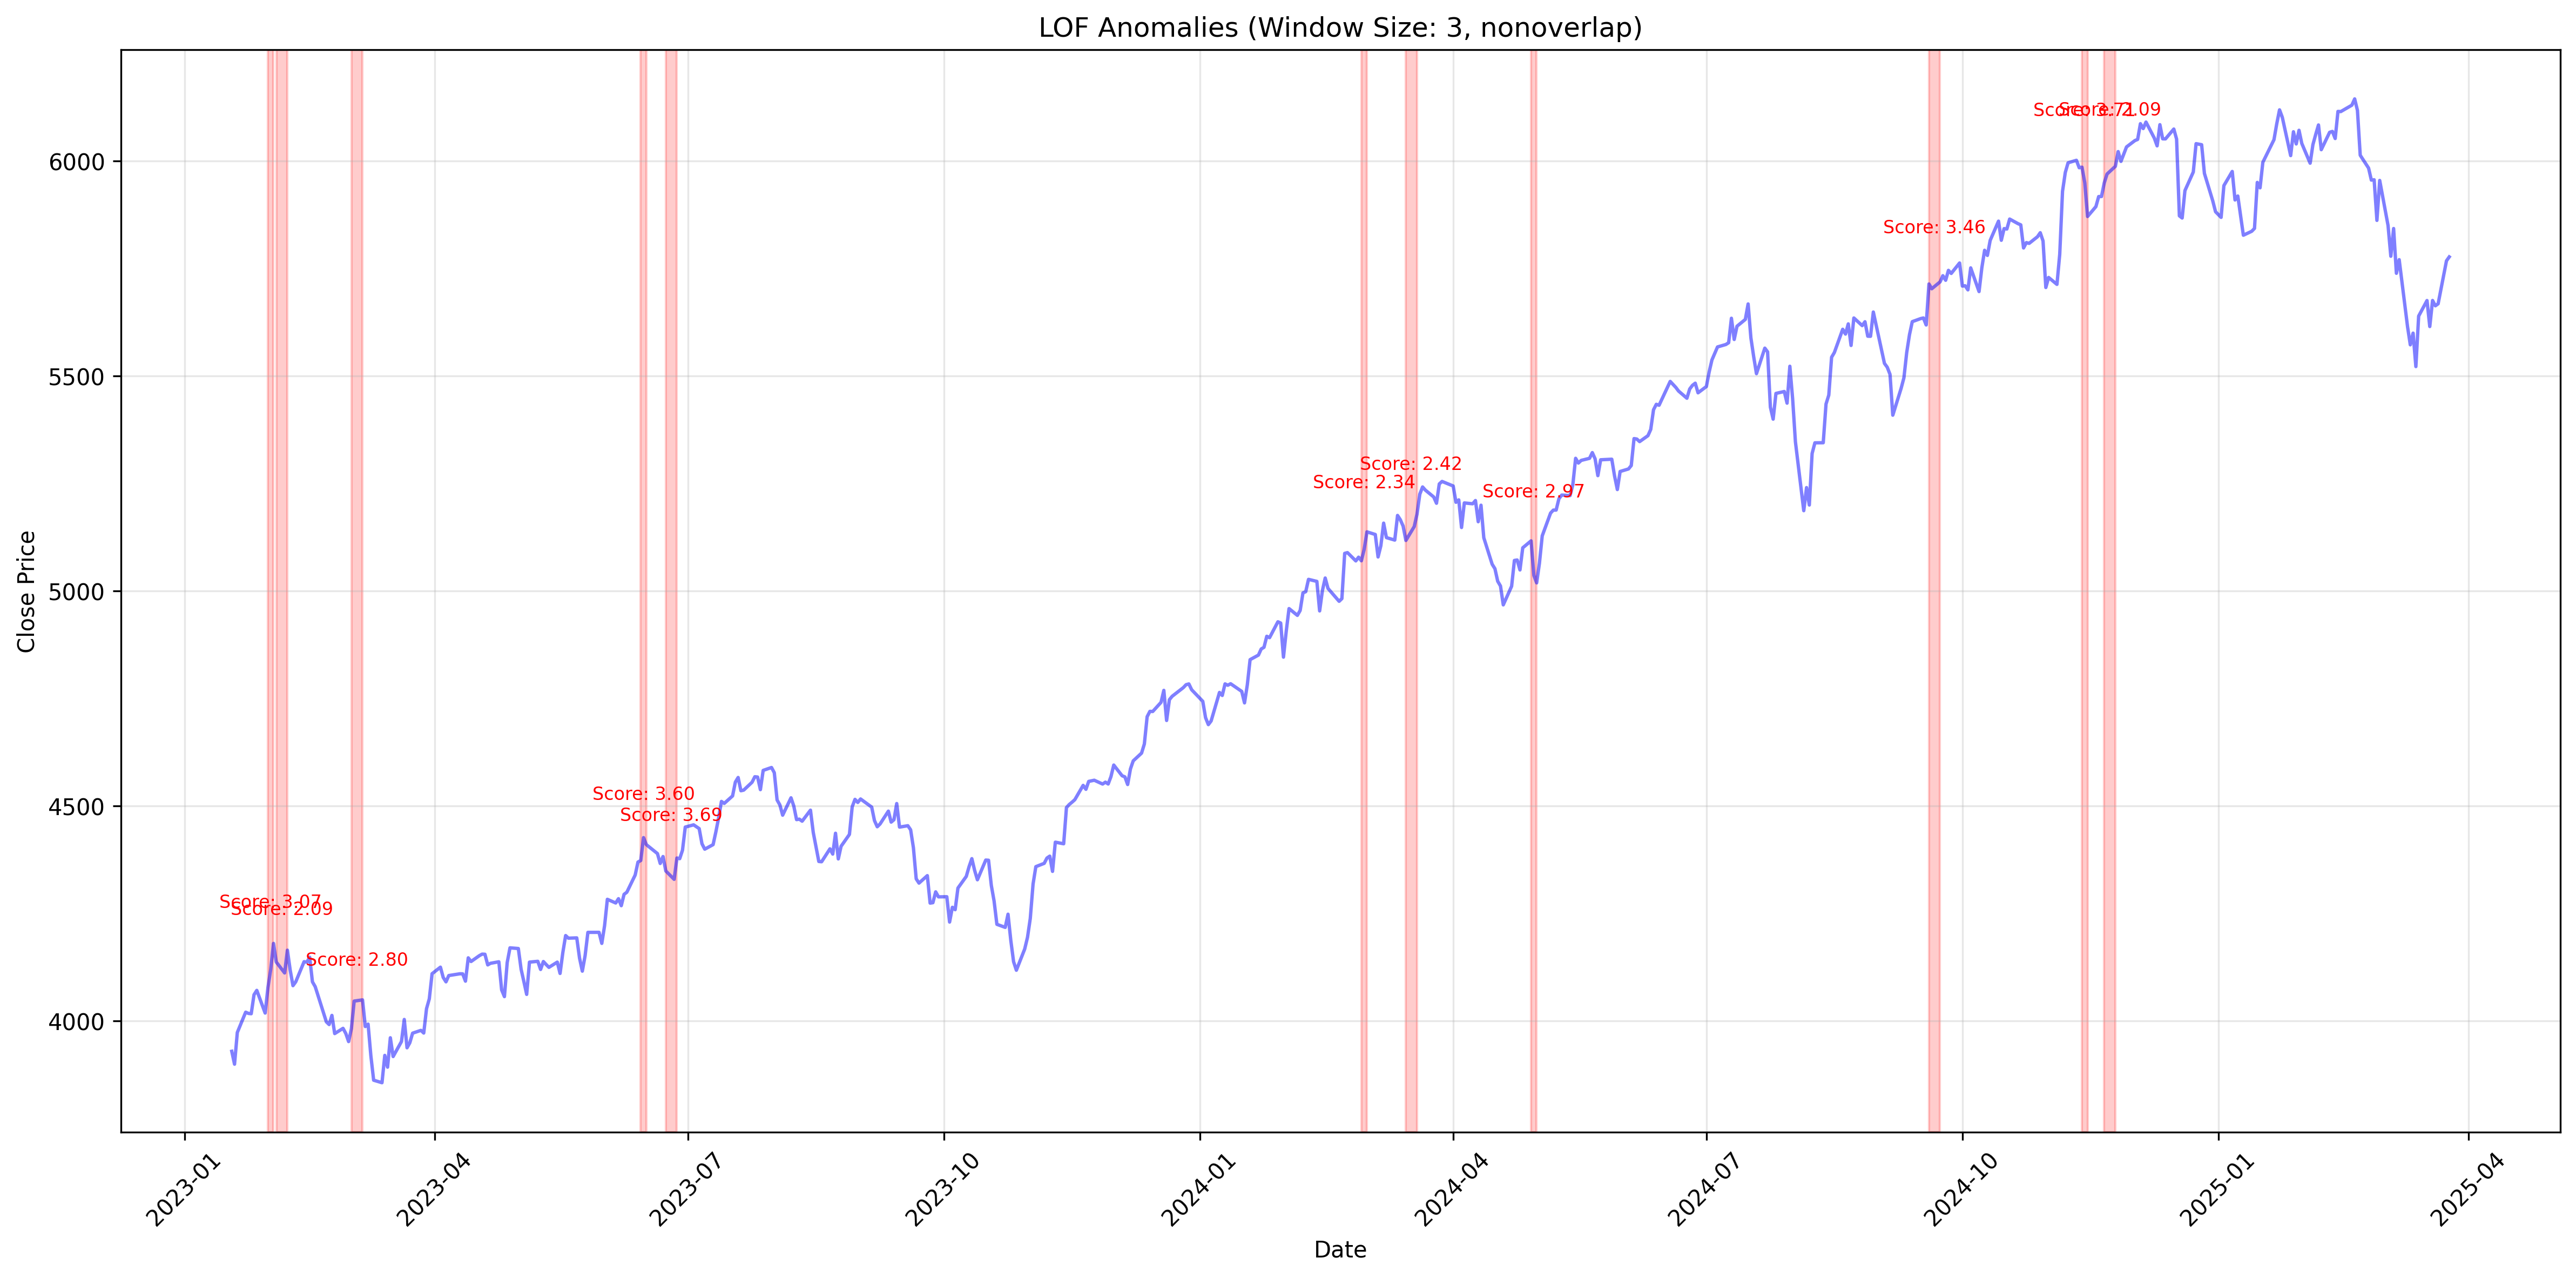 LOF Anomalies (Window Size: 3, nonoverlap)
Close Price
6000
5500
5000
4500
4000
Score: 3.07
Score: 2.09
Score: 2.80
Score: 3.60
Score: 3.69
Score: 2.34
Score: 2.42
Score: 2.97
Score: 3.46
Score: 3.71
Score: 2.09
2023-01
2023-04
2023-07
2023-10
2024-01
2024-04
2024-07
2024-10
2025-01
2025-04
Date